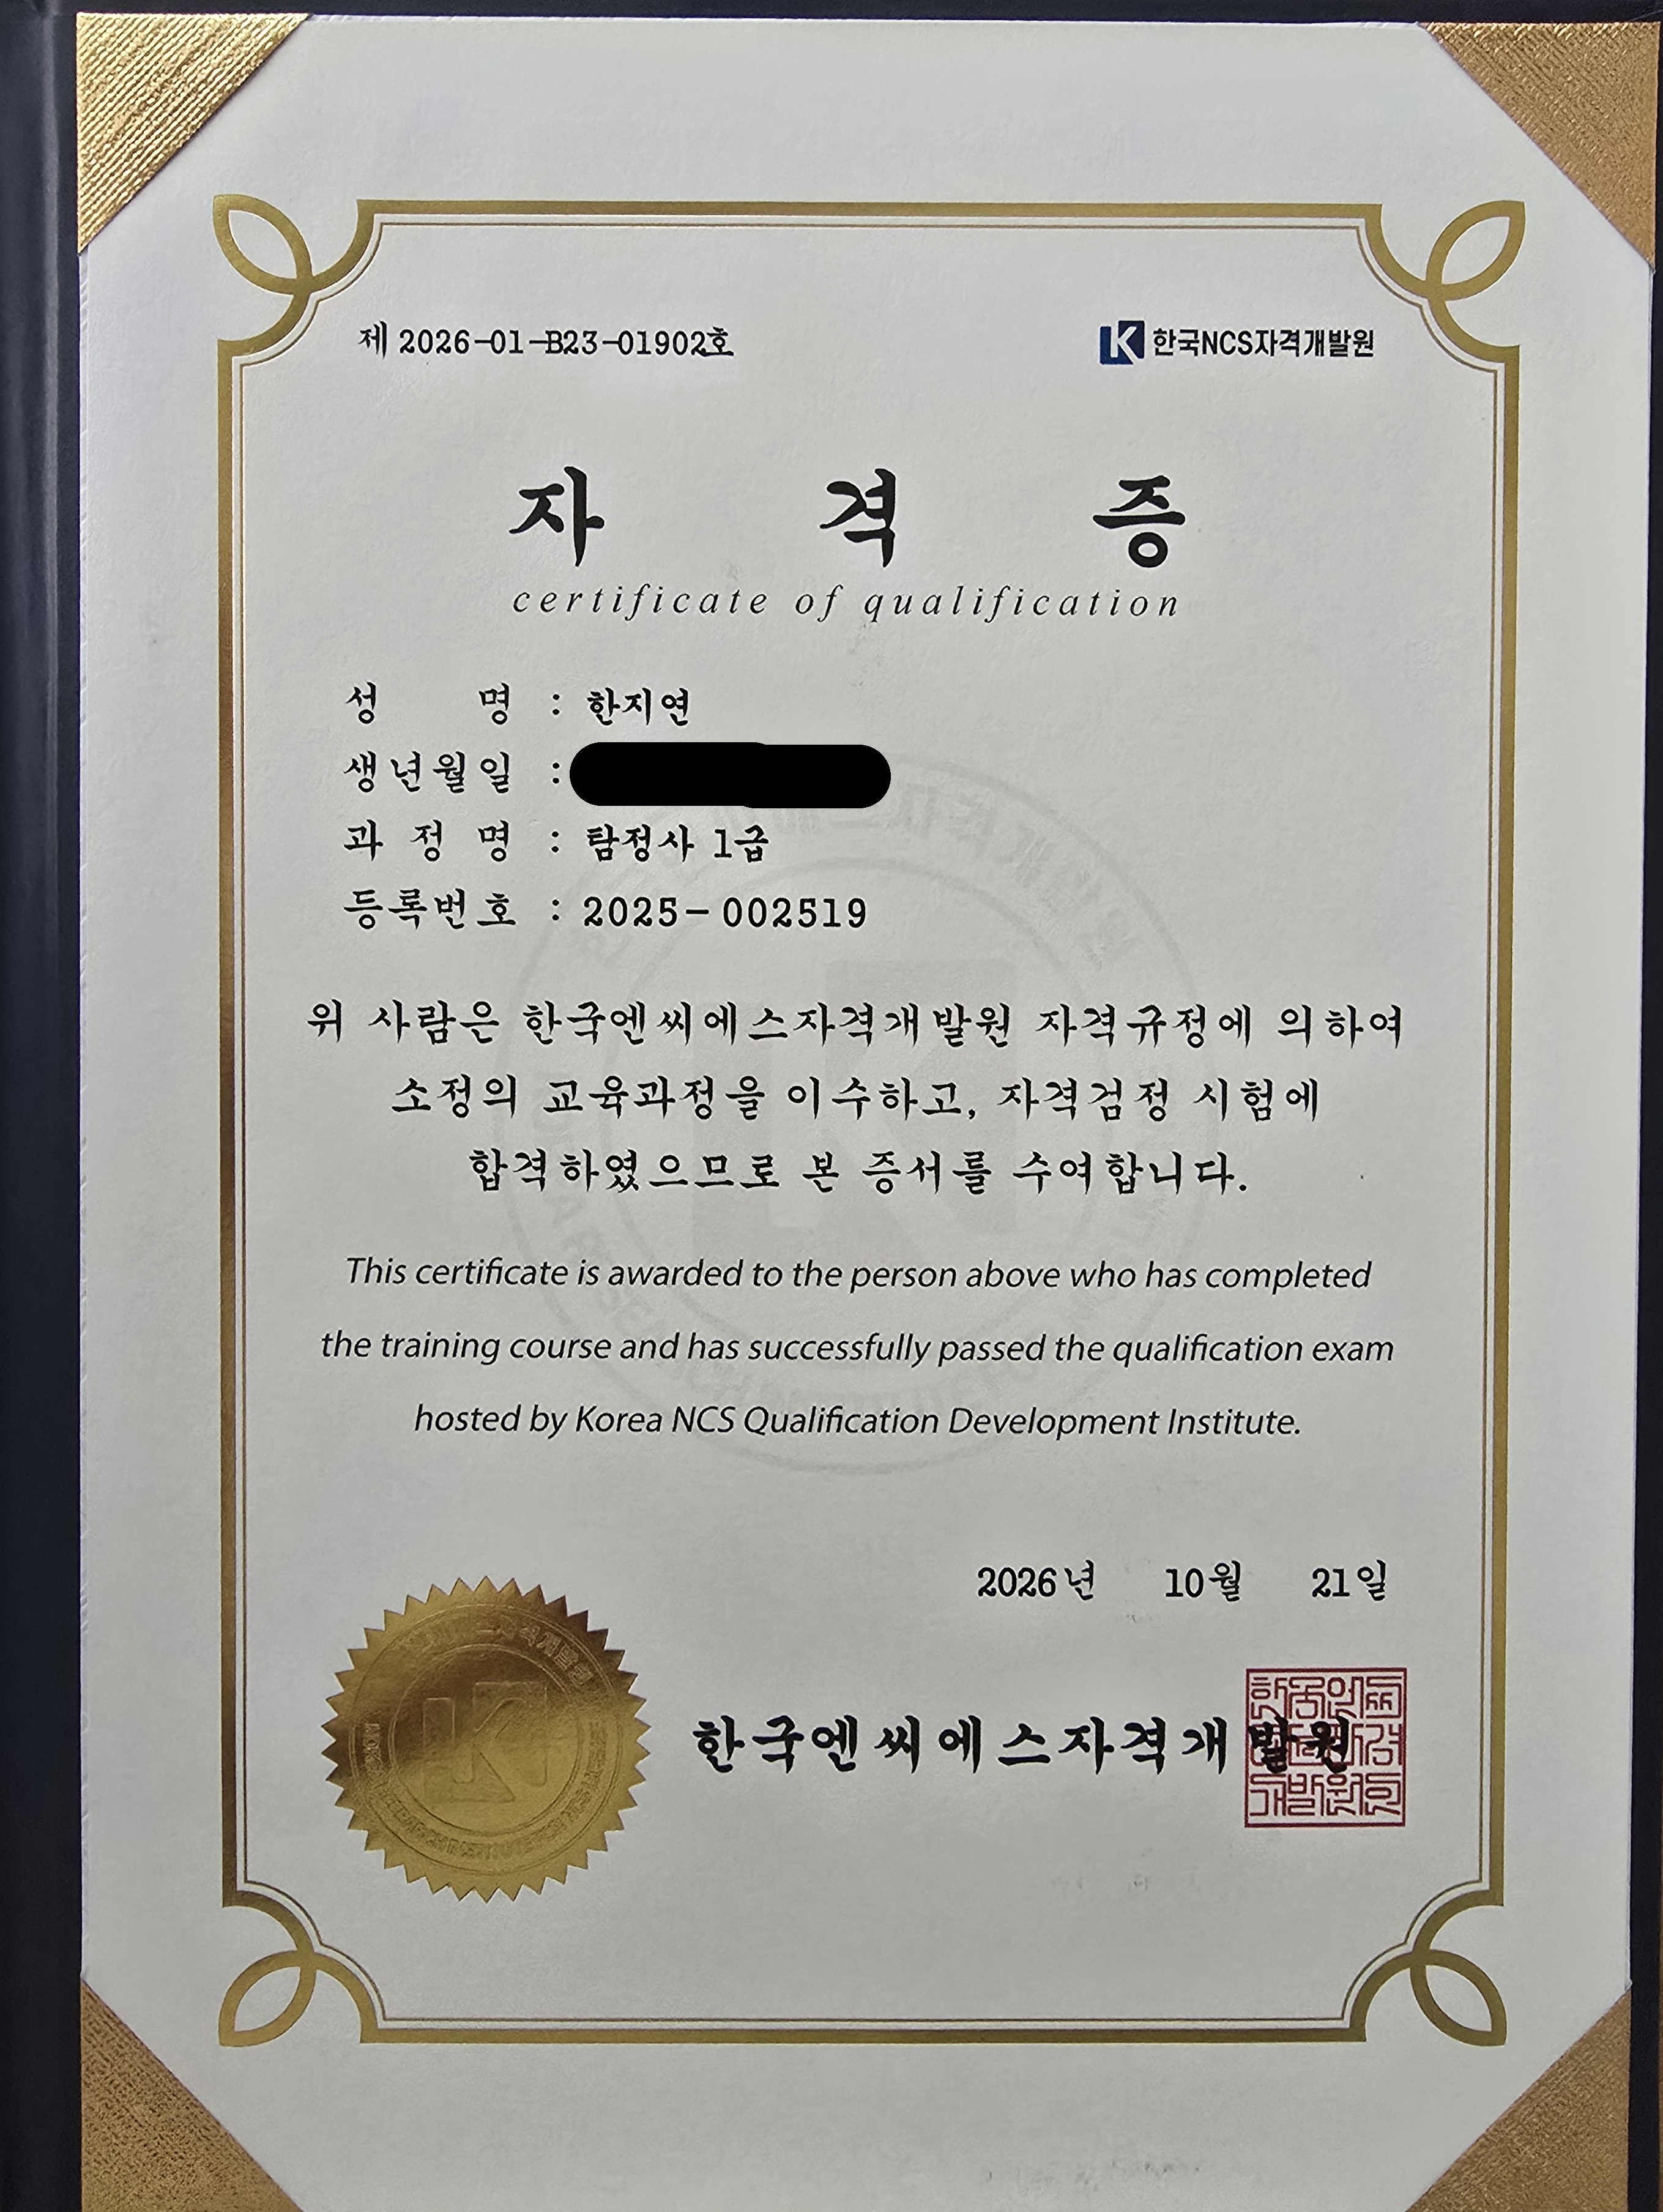 제 2026-01-B23-01902호
한국NCS자격개발원
자격증
certificate of qualification
성 명 : 한지연
생년월일 :
과 정 명 : 탐정사 1급
등록번호 : 2025-002519
위 사람은 한국엔씨에스자격개발원 자격규정에 의하여
소정의 교육과정을 이수하고, 자격검정 시험에
합격하였으므로 본 증서를 수여합니다.
This certificate is awarded to the person above who has completed
the training course and has successfully passed the qualification exam
hosted by Korea NCS Qualification Development Institute.
2026년 10월 21일
한국엔씨에스자격개발원